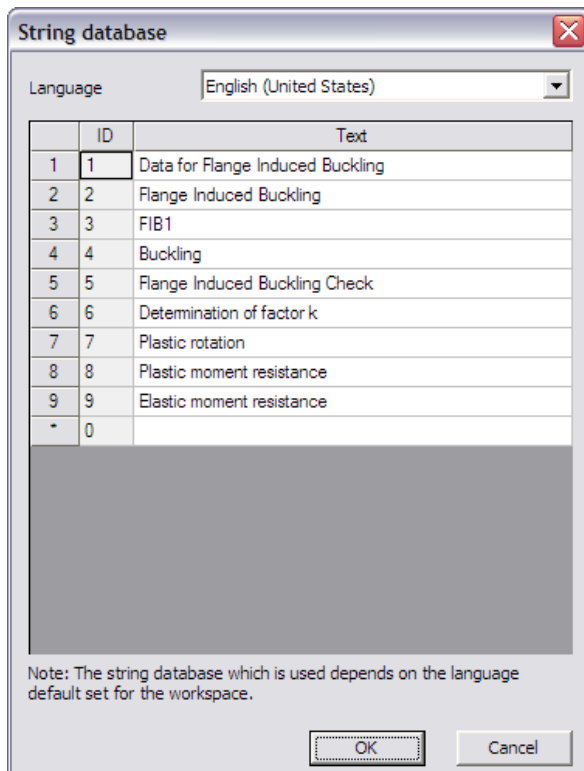 String database
Language English (United States)
ID Text
1 1 Data for Flange Induced Buckling
2 2 Flange Induced Buckling
3 3 FIB1
4 4 Buckling
5 5 Flange Induced Buckling Check
6 6 Determination of factor k
7 7 Plastic rotation
8 8 Plastic moment resistance
9 9 Elastic moment resistance
* 0
Note: The string database which is used depends on the language
default set for the workspace.
OK Cancel